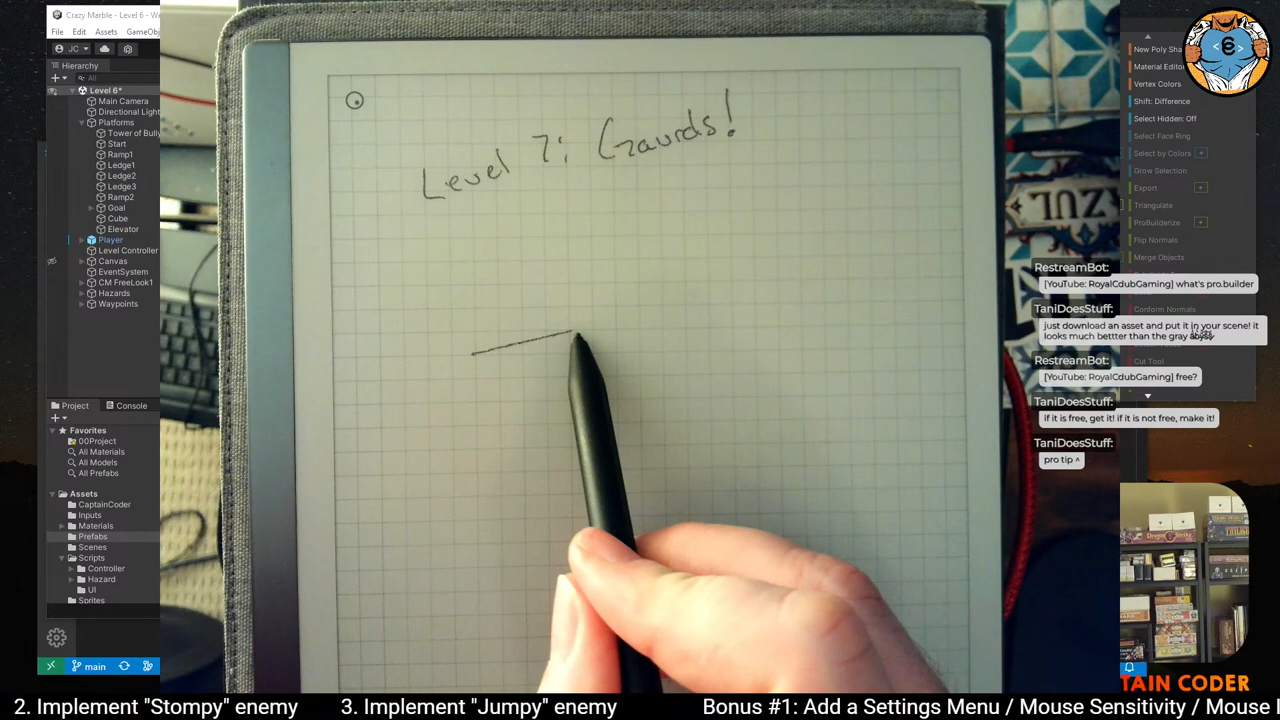 Crazy Marble - Level 6 - W
File Edit Assets GameObj
JC
Hierarchy
All
Level 6*
Main Camera
Directional Light
Platforms
Tower of Bully
Start
Ramp1
Ledge1
Ledge2
Ledge3
Ramp2
Goal
Cube
Elevator
Player
Level Controller
Canvas
EventSystem
CM FreeLook1
Hazards
Waypoints
Project Console
Favorites
00Project
All Materials
All Models
All Prefabs
Assets
CaptainCoder
Inputs
Materials
Prefabs
Scenes
Scripts
Controller
Hazard
UI
Sprites
main
Level 7: Gaurds!
AZUL
New Poly Sha
Material Edito
Vertex Colors
Shift: Difference
Select Hidden: Off
Select Face Ring
Select by Colors
Grow Selection
Export
Triangulate
ProBuilderize
Flip Normals
Merge Objects
Conform Normals
Cut Tool
RestreamBot:
[YouTube: RoyalCdubGaming] what's pro.builder
TaniDoesStuff:
just download an asset and put it in your scene! it
looks much bettter than the gray abyss
RestreamBot:
[YouTube: RoyalCdubGaming] free?
TaniDoesStuff:
if it is free, get it! if it is not free, make it!
TaniDoesStuff:
pro tip ^
TAIN CODER
2. Implement "Stompy" enemy 3. Implement "Jumpy" enemy Bonus #1: Add a Settings Menu / Mouse Sensitivity / Mouse I